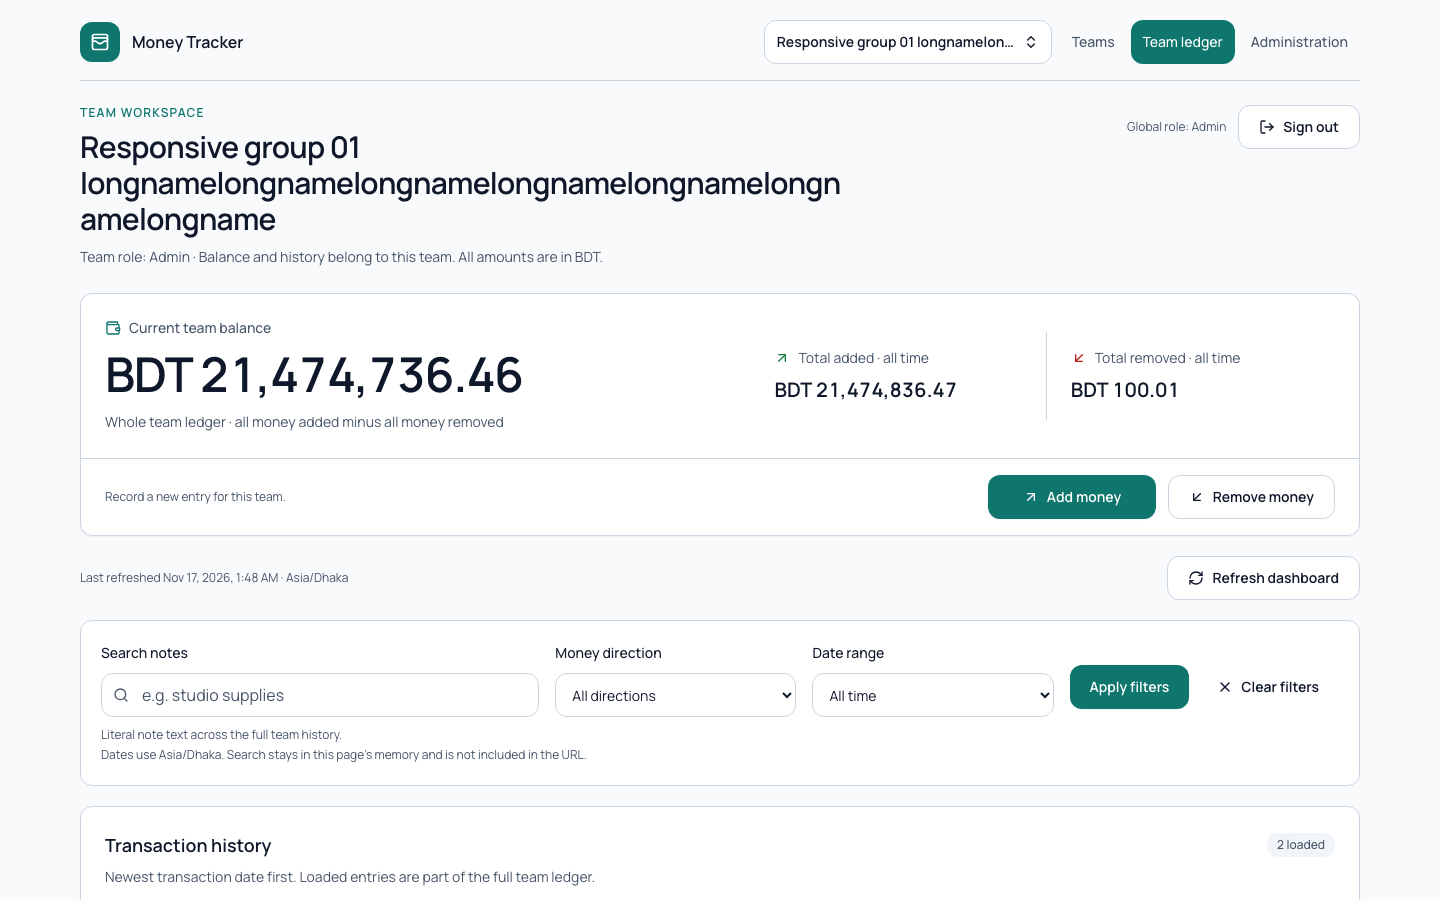 Money Tracker
Responsive group 01 longnamelon...
Teams
Team ledger
Administration
TEAM WORKSPACE
Responsive group 01
longnamelongnamelongnamelongnamelongnamelongn
amelongname
Global role: Admin
Sign out
Team role: Admin · Balance and history belong to this team. All amounts are in BDT.
Current team balance
BDT 21,474,736.46
Whole team ledger · all money added minus all money removed
Total added · all time
BDT 21,474,836.47
Total removed · all time
BDT 100.01
Record a new entry for this team.
Add money
Remove money
Last refreshed Nov 17, 2026, 1:48 AM · Asia/Dhaka
Refresh dashboard
Search notes
Money direction
Date range
e.g. studio supplies
All directions
All time
Apply filters
Clear filters
Literal note text across the full team history.
Dates use Asia/Dhaka. Search stays in this page's memory and is not included in the URL.
Transaction history
2 loaded
Newest transaction date first. Loaded entries are part of the full team ledger.